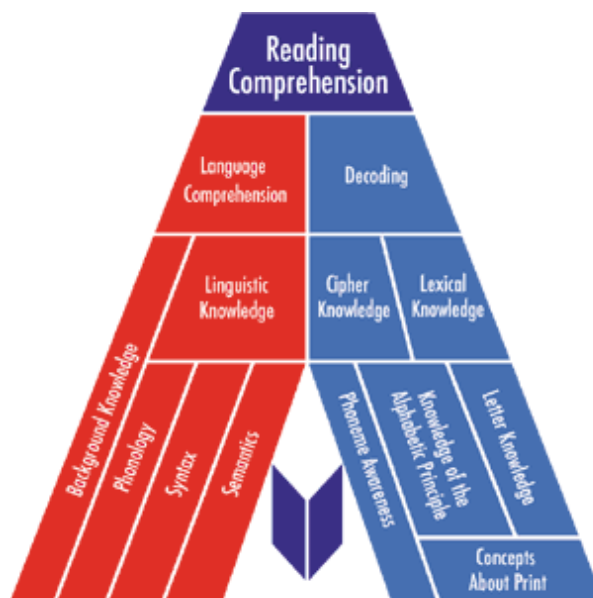 Reading
Comprehension
Language
Comprehension
Decoding
Linguistic
Knowledge
Cipher
Knowledge
Lexical
Knowledge
Background Knowledge
Phonology
Syntax
Semantics
Phoneme Awareness
Knowledge of the
Alphabetic Principle
Letter Knowledge
Concepts
About Print